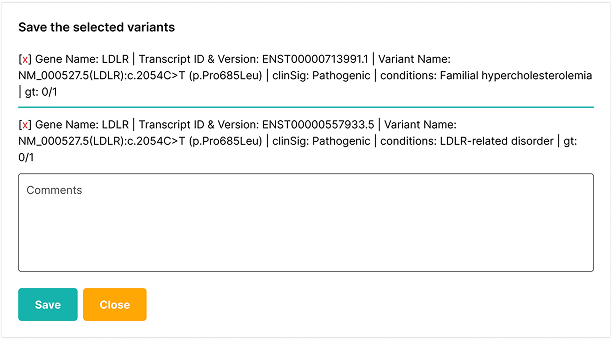 Save the selected variants
[x] Gene Name: LDLR | Transcript ID & Version: ENST00000713991.1 | Variant Name:
NM_000527.5(LDLR):c.2054C>T (p.Pro685Leu) | clinSig: Pathogenic | conditions: Familial hypercholesterolemia
| gt: 0/1
[x] Gene Name: LDLR | Transcript ID & Version: ENST00000557933.5 | Variant Name:
NM_000527.5(LDLR):c.2054C>T (p.Pro685Leu) | clinSig: Pathogenic | conditions: LDLR-related disorder | gt:
0/1
Comments
Save Close